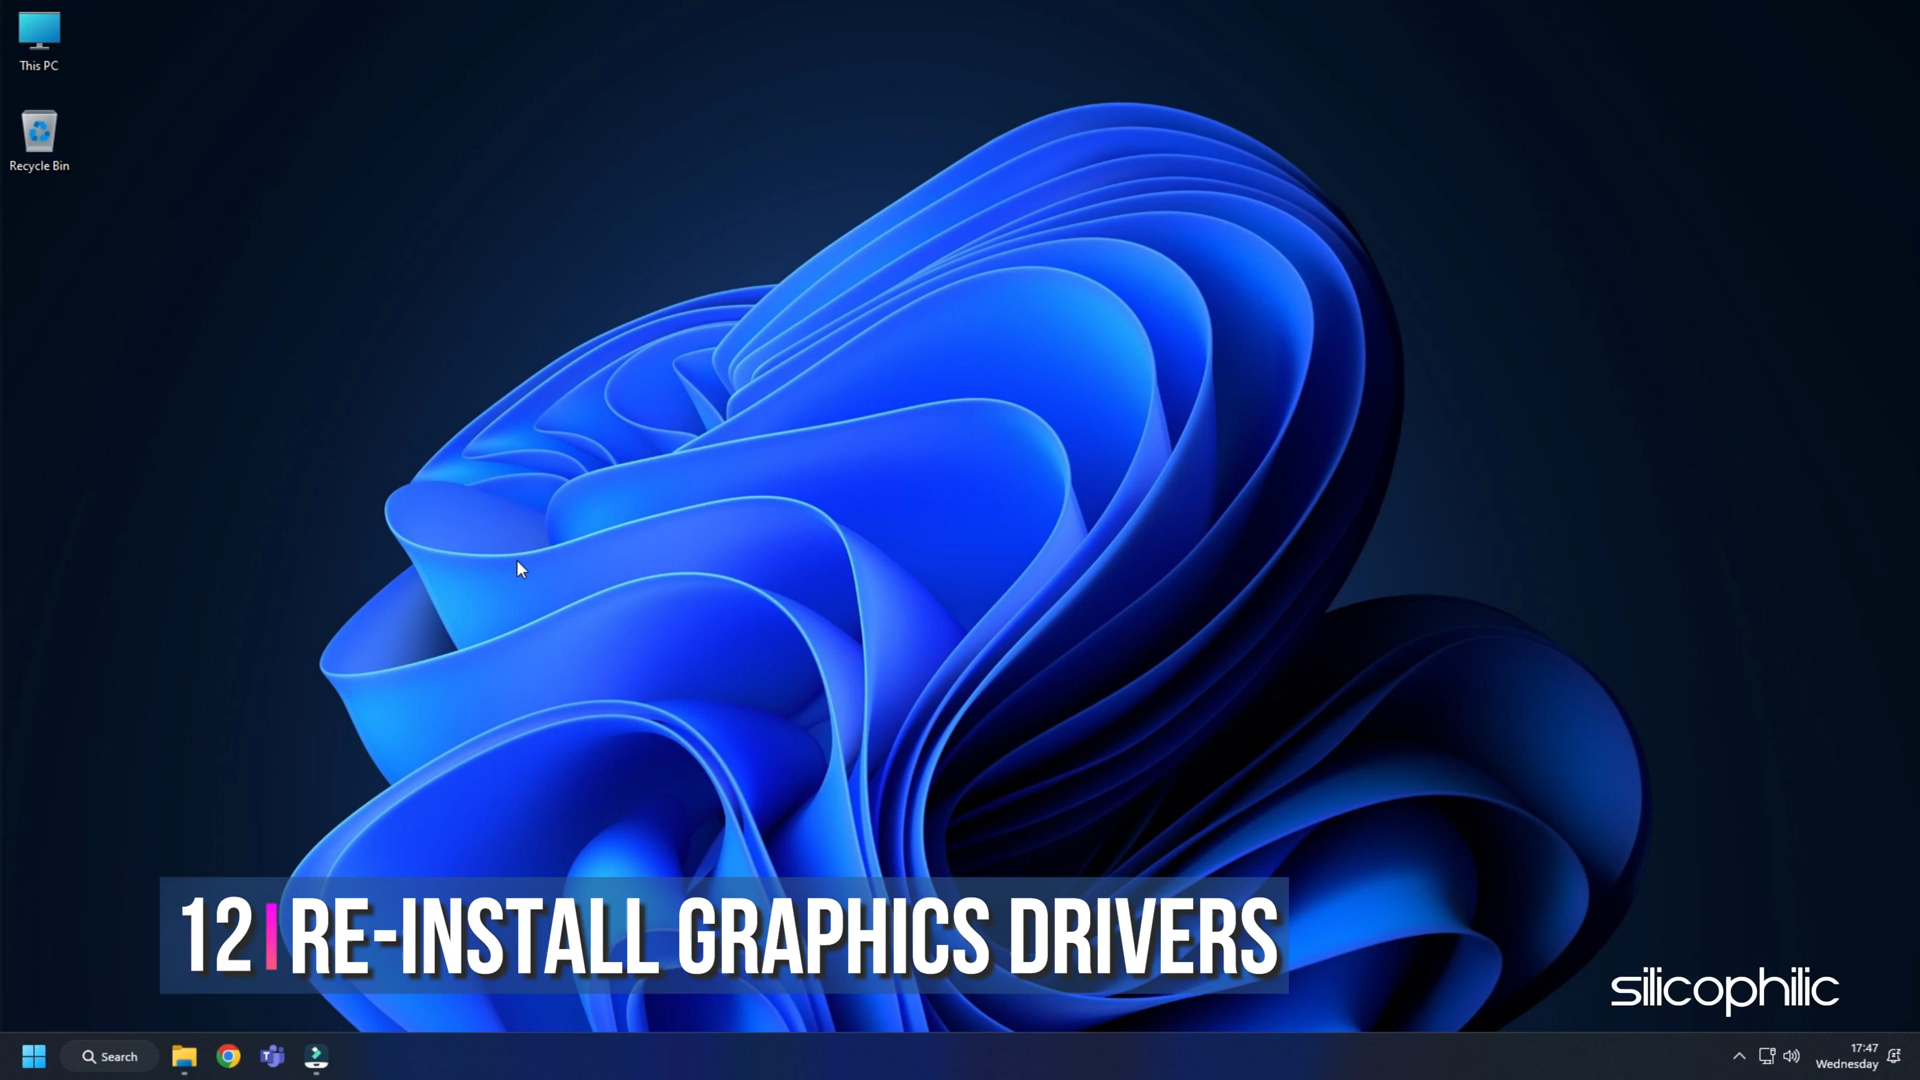 This PC
Recycle Bin
12 RE-INSTALL GRAPHICS DRIVERS
silicophilic
Search
17:47
Wednesday